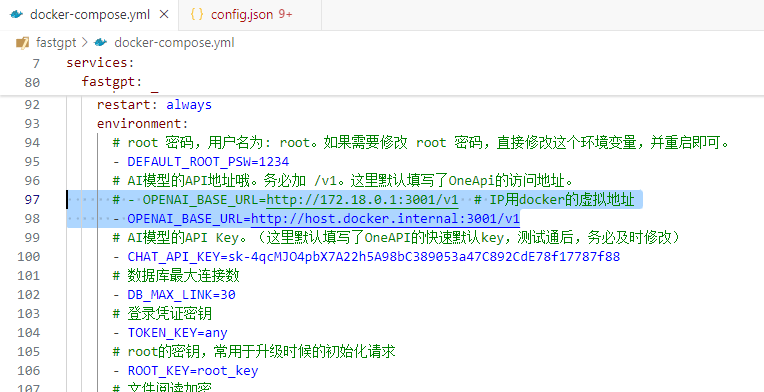 docker-compose.yml
config.json 9+
fastgpt > docker-compose.yml
7 services:
80 fastgpt:
92 restart: always
93 environment:
94 # root 密码，用户名为: root。如果需要修改 root 密码，直接修改这个环境变量，并重启即可。
95 - DEFAULT_ROOT_PSW=1234
96 # AI模型的API地址哦。务必加 /v1。这里默认填写了OneApi的访问地址。
97 # - OPENAI_BASE_URL=http://172.18.0.1:3001/v1 # IP用docker的虚拟地址
98 - OPENAI_BASE_URL=http://host.docker.internal:3001/v1
99 # AI模型的API Key。（这里默认填写了OneAPI的快速默认key，测试通后，务必及时修改）
100 - CHAT_API_KEY=sk-4qcMJO4pbX7A22h5A98bC389053a47C892CdE78f17787f88
101 # 数据库最大连接数
102 - DB_MAX_LINK=30
103 # 登录凭证密钥
104 - TOKEN_KEY=any
105 # root的密钥，常用于升级时候的初始化请求
106 - ROOT_KEY=root_key
107 # 文件阅读加密